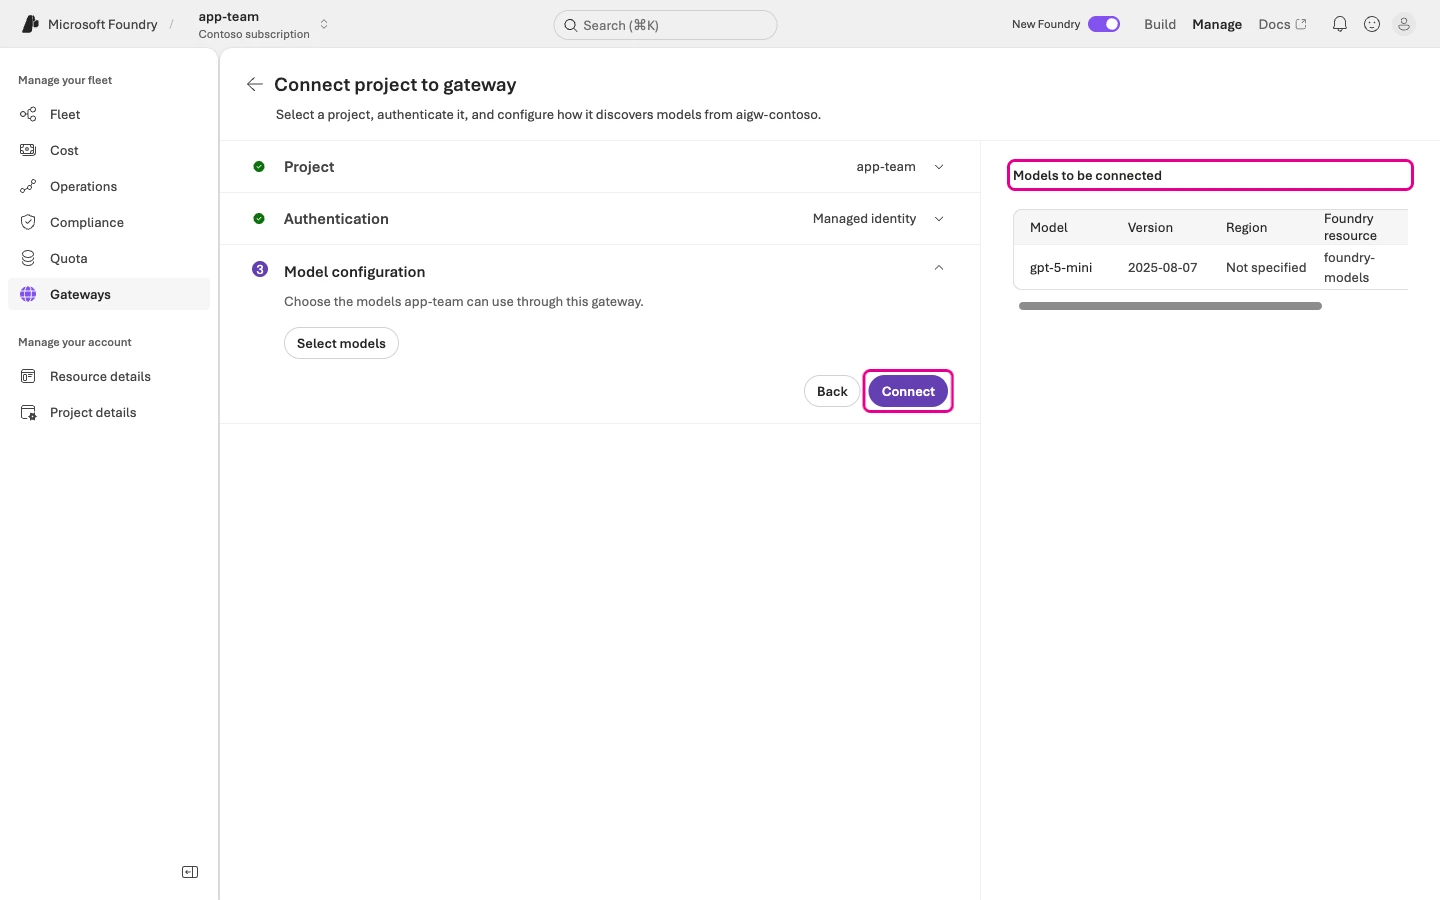 Microsoft Foundry
/
app-team
Contoso subscription
Search (⌘K)
New Foundry
Build
Manage
Docs
Manage your fleet
Fleet
Cost
Operations
Compliance
Quota
Gateways
Manage your account
Resource details
Project details
Connect project to gateway
Select a project, authenticate it, and configure how it discovers models from aigw-contoso.
Project
app-team
Authentication
Managed identity
3
Model configuration
Choose the models app-team can use through this gateway.
Select models
Back
Connect
Models to be connected
Model
Version
Region
Foundry
resource
gpt-5-mini
2025-08-07
Not specified
foundry-
models